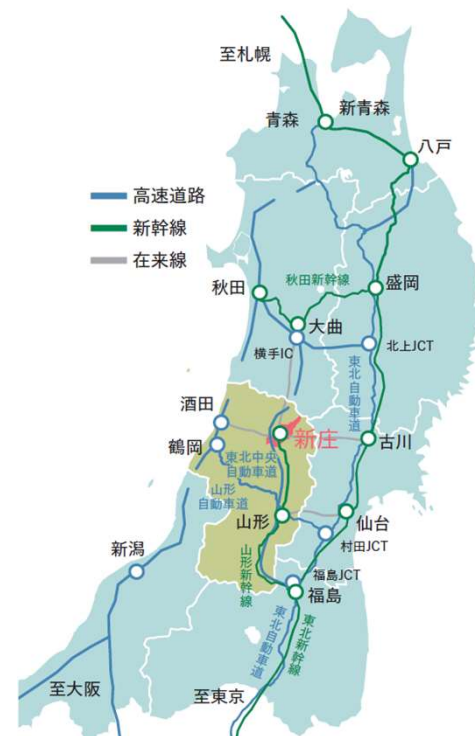 至札幌
新青森
青森
八戸
高速道路
新幹線
在来線
秋田新幹線
盛岡
秋田
大曲
横手IC
北上JCT
東北自動車道
酒田
新庄
古川
鶴岡
東北中央
自動車道
山形
自動車道
山形
仙台
村田JCT
新潟
山形新幹線
福島JCT
福島
東北自動車道
東北新幹線
至大阪
至東京